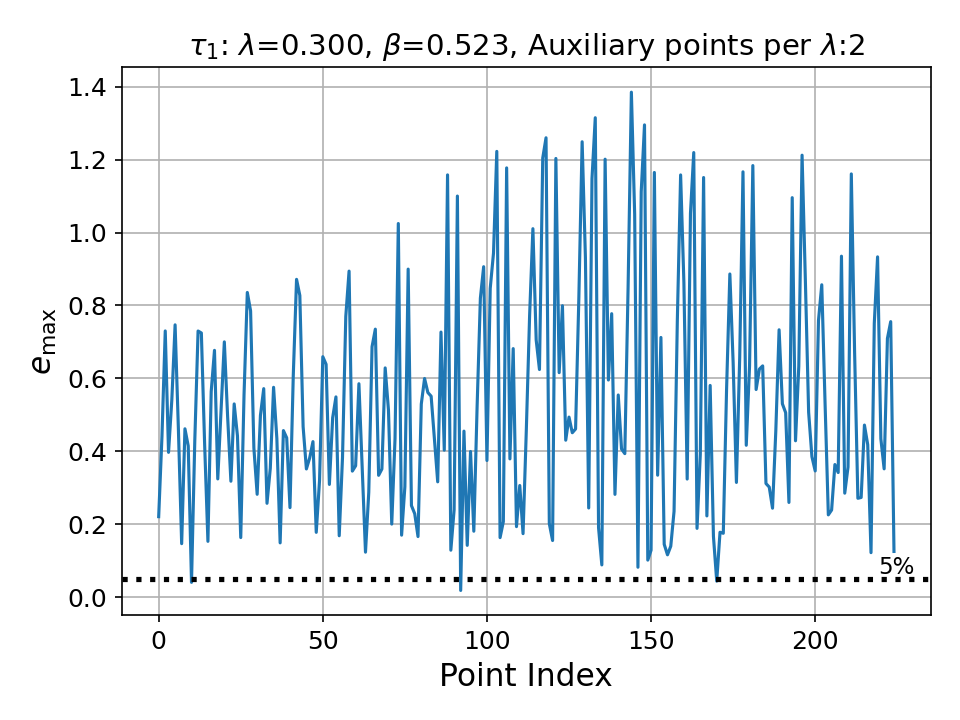 τ₁: λ=0.300, β=0.523, Auxiliary points per λ:2
e_max
1.4
1.2
1.0
0.8
0.6
0.4
0.2
0.0
5%
0 50 100 150 200
Point Index